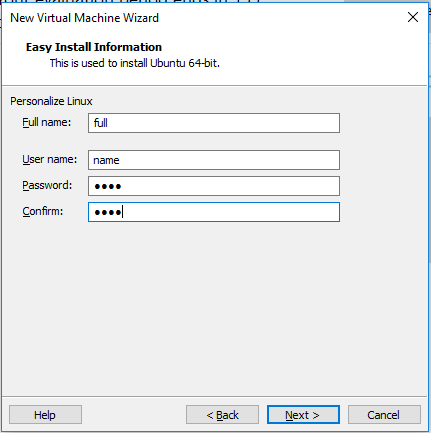 New Virtual Machine Wizard
Easy Install Information
This is used to install Ubuntu 64-bit.
Personalize Linux
Full name: full
User name: name
Password: ●●●●
Confirm: ●●●●
Help < Back Next > Cancel